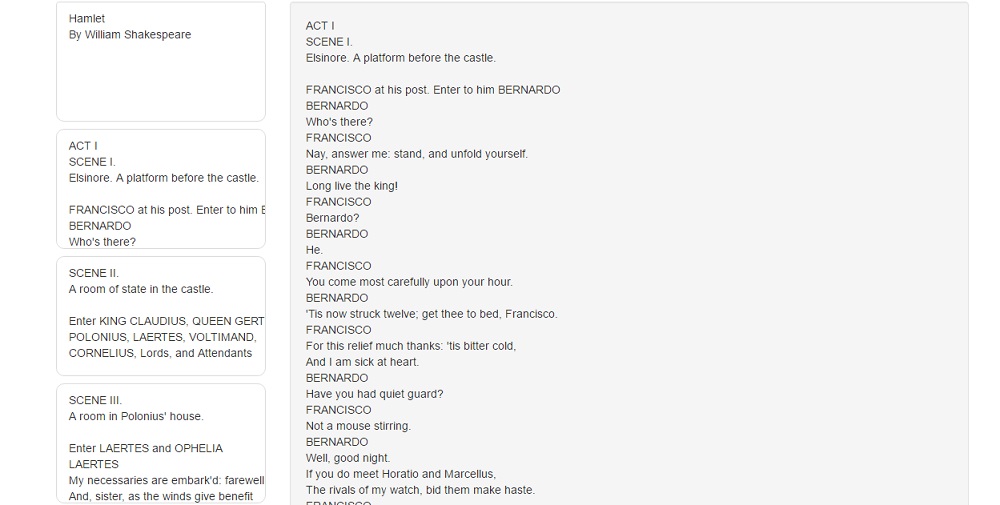 Hamlet
By William Shakespeare
ACT I
SCENE I.
Elsinore. A platform before the castle.
FRANCISCO at his post. Enter to him
BERNARDO
Who's there?
SCENE II.
A room of state in the castle.
Enter KING CLAUDIUS, QUEEN GERT
POLONIUS, LAERTES, VOLTIMAND,
CORNELIUS, Lords, and Attendants
SCENE III.
A room in Polonius' house.
Enter LAERTES and OPHELIA
LAERTES
My necessaries are embark'd: farewell
And, sister, as the winds give benefit
ACT I
SCENE I.
Elsinore. A platform before the castle.
FRANCISCO at his post. Enter to him BERNARDO
BERNARDO
Who's there?
FRANCISCO
Nay, answer me: stand, and unfold yourself.
BERNARDO
Long live the king!
FRANCISCO
Bernardo?
BERNARDO
He.
FRANCISCO
You come most carefully upon your hour.
BERNARDO
'Tis now struck twelve; get thee to bed, Francisco.
FRANCISCO
For this relief much thanks: 'tis bitter cold,
And I am sick at heart.
BERNARDO
Have you had quiet guard?
FRANCISCO
Not a mouse stirring.
BERNARDO
Well, good night.
If you do meet Horatio and Marcellus,
The rivals of my watch, bid them make haste.
FRANCISCO